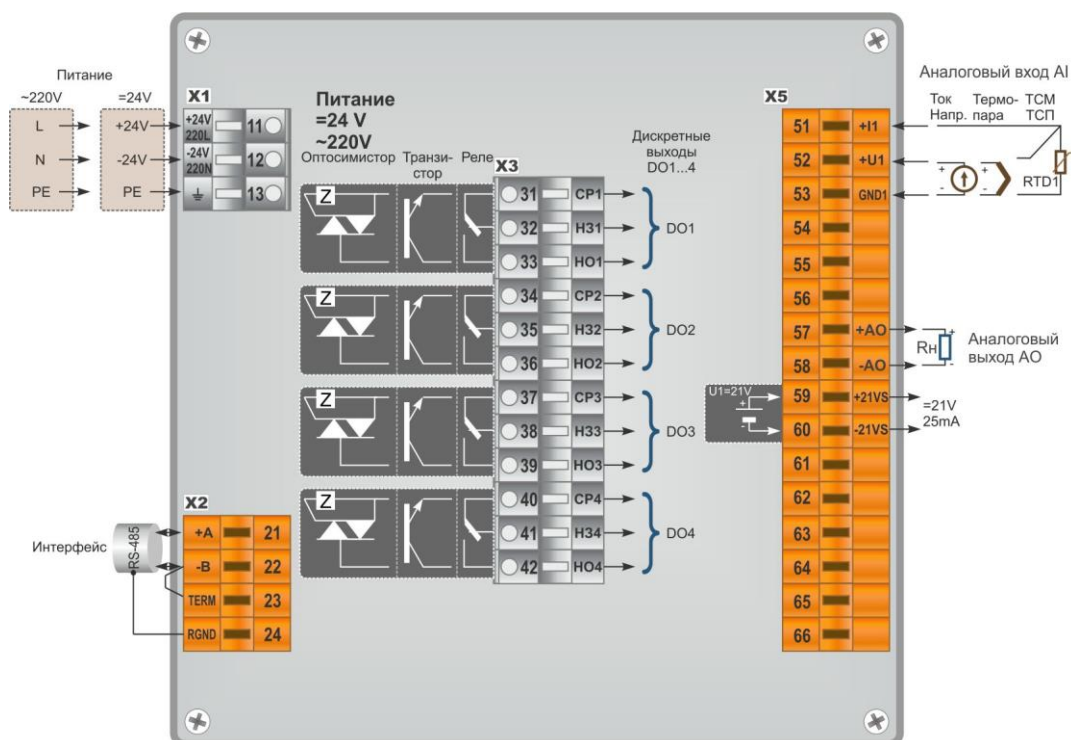 Питание
~220V
=24V
L
+24V
N
-24V
PE
PE
X1
+24V
220L
11
-24V
220N
12
13
Питание
=24 V
~220V
Оптосимистор
Транзи-
стор
Реле
X3
Дискретные
выходы
DO1...4
Z
31
CP1
32
H31
33
HO1
DO1
Z
34
CP2
35
H32
36
HO2
DO2
Z
37
CP3
38
H33
39
HO3
DO3
Z
40
CP4
41
H34
42
HO4
DO4
X2
Интерфейс
RS-485
+A
21
-B
22
TERM
23
RGND
24
X5
51
+I1
52
+U1
53
GND1
54
55
56
57
+AO
58
-AO
59
+21VS
60
-21VS
61
62
63
64
65
66
U1=21V
+
-
Аналоговый вход AI
Ток
Напр.
Термо-
пара
ТСМ
ТСП
+
-
+
-
RTD1
Rн
+
-
Аналоговый
выход АО
=21V
25mA